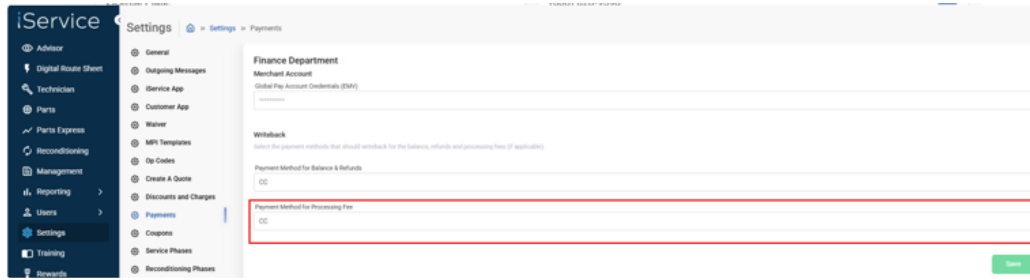 iService
Advisor
Digital Route Sheet
Technician
Parts
Parts Express
Reconditioning
Management
Reporting
Users
Settings
Training
Rewards
Settings
» Settings » Payments
General
Outgoing Messages
iService App
Customer App
Waiver
MPI Templates
Op Codes
Create A Quote
Discounts and Charges
Payments
Coupons
Service Phases
Reconditioning Phases
Finance Department
Merchant Account
Global Pay Account Credentials (EMV)
Writeback
Select the payment methods that should writeback for the balance, refunds and processing fees (if applicable).
Payment Method for Balance & Refunds
CC
Payment Method for Processing Fee
CC
Save